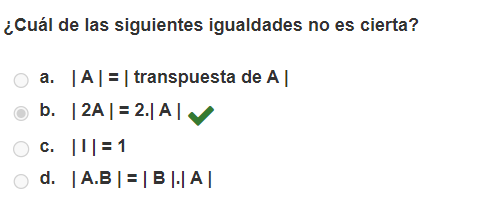 ¿Cuál de las siguientes igualdades no es cierta?
a. | A | = | transpuesta de A |
b. | 2A | = 2.| A |
c. | I | = 1
d. | A.B | = | B |.| A |